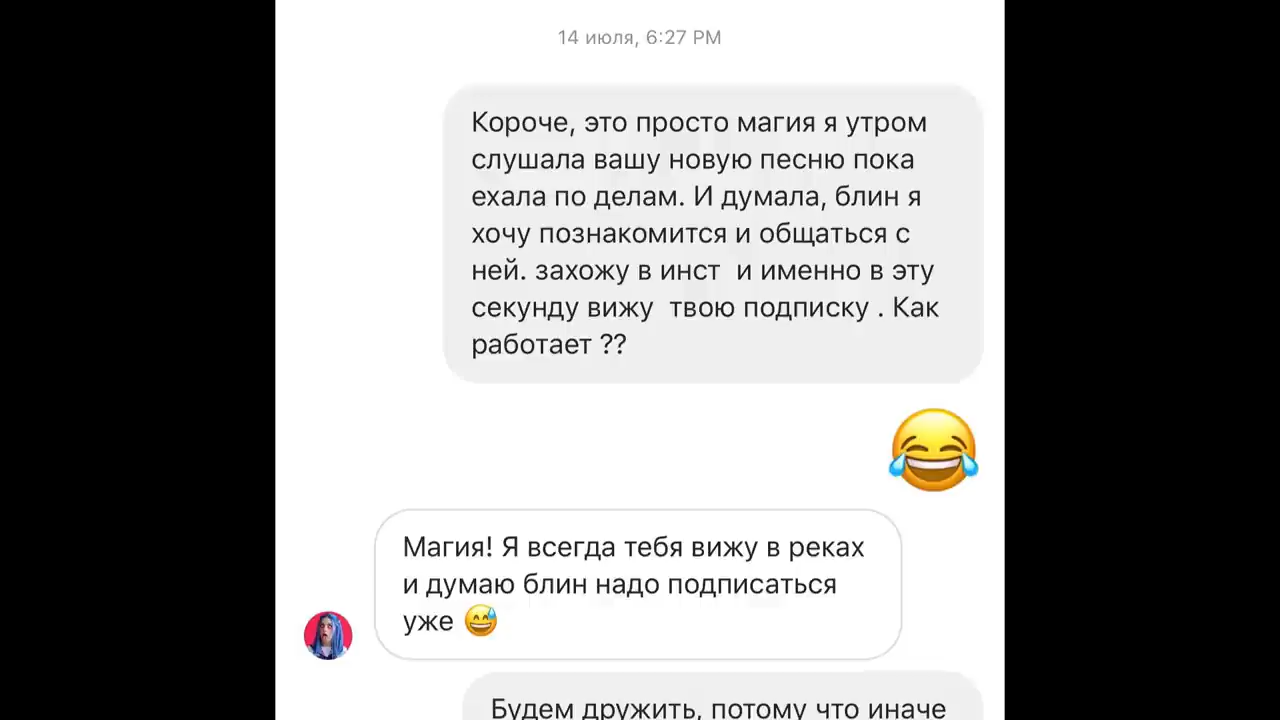 14 июля, 6:27 PM
Короче, это просто магия я утром
слушала вашу новую песню пока
ехала по делам. И думала, блин я
хочу познакомится и общаться с
ней. захожу в инст  и именно в эту
секунду вижу  твою подписку . Как
работает ??
😂
Магия! Я всегда тебя вижу в реках
и думаю блин надо подписаться
уже 😅
Будем дружить, потому что иначе